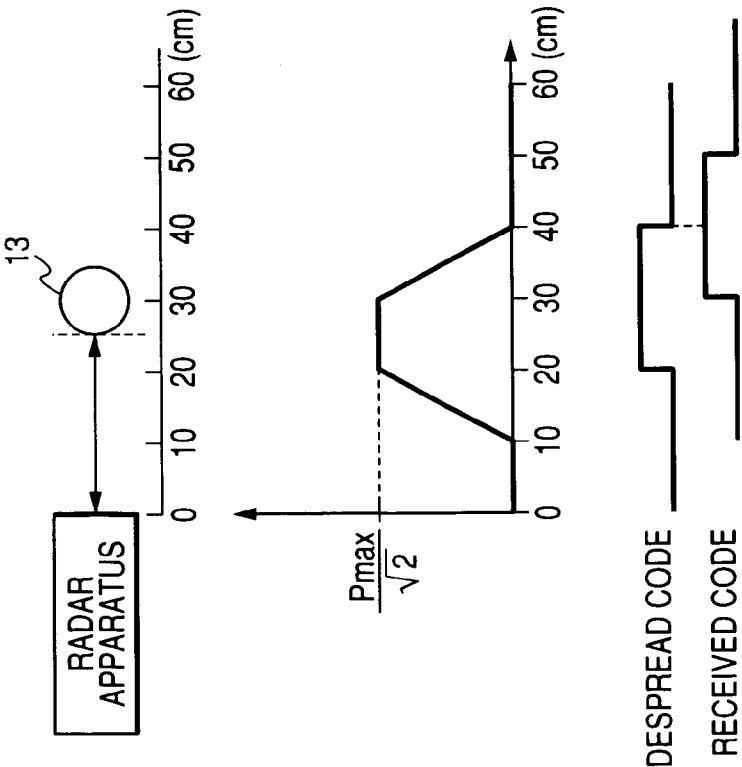 13
RADAR
APPARATUS
0 10 20 30 40 50 60 (cm)
Pmax
√2
0 10 20 30 40 50 60 (cm)
DESPREAD CODE
RECEIVED CODE